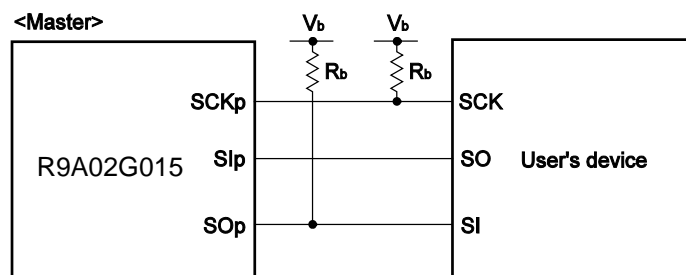 <Master>
Vb Vb
Rb Rb
SCKp SCK
R9A02G015 SIp SO User's device
SOp SI